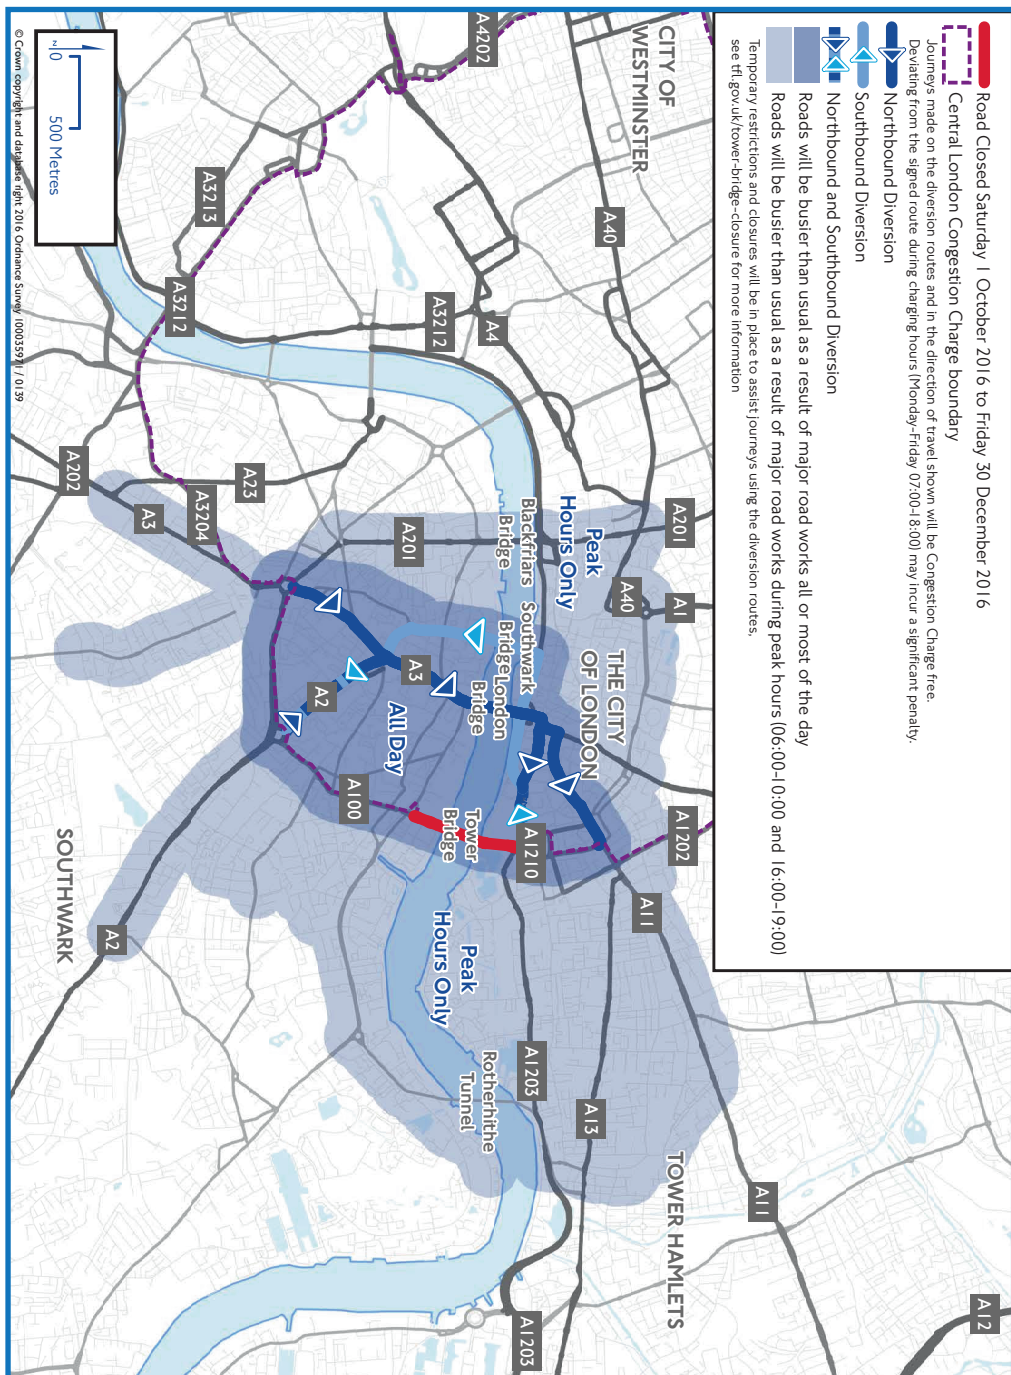 Road Closed Saturday 1 October 2016 to Friday 30 December 2016
Central London Congestion Charge boundary
Journeys made on the diversion routes and in the direction of travel shown will be Congestion Charge free.
Deviating from the signed route during charging hours (Monday-Friday 07:00-18:00) may incur a significant penalty.
Northbound Diversion
Southbound Diversion
Northbound and Southbound Diversion
Roads will be busier than usual as a result of major road works all or most of the day
Roads will be busier than usual as a result of major road works during peak hours (06:00-10:00 and 16:00-19:00)
Temporary restrictions and closures will be in place to assist journeys using the diversion routes,
see tfl.gov.uk/tower-bridge-closure for more information
A12
A11
TOWER HAMLETS
A1202
A11
A1
A201
A40
CITY OF
WESTMINSTER
A4202
A40
THE CITY
OF LONDON
Peak
Hours Only
A13
A1203
A1203
A1210
A4
A3212
Blackfriars
Bridge
Southwark
Bridge
London
Bridge
Tower
Bridge
Peak
Hours Only
Rotherhithe
Tunnel
A201
A3
All Day
A2
A100
A3213
A3212
A23
A3204
A3
A202
A2
SOUTHWARK
N
0
500 Metres
© Crown copyright and database right 2016 Ordnance Survey 100035971 / 0139